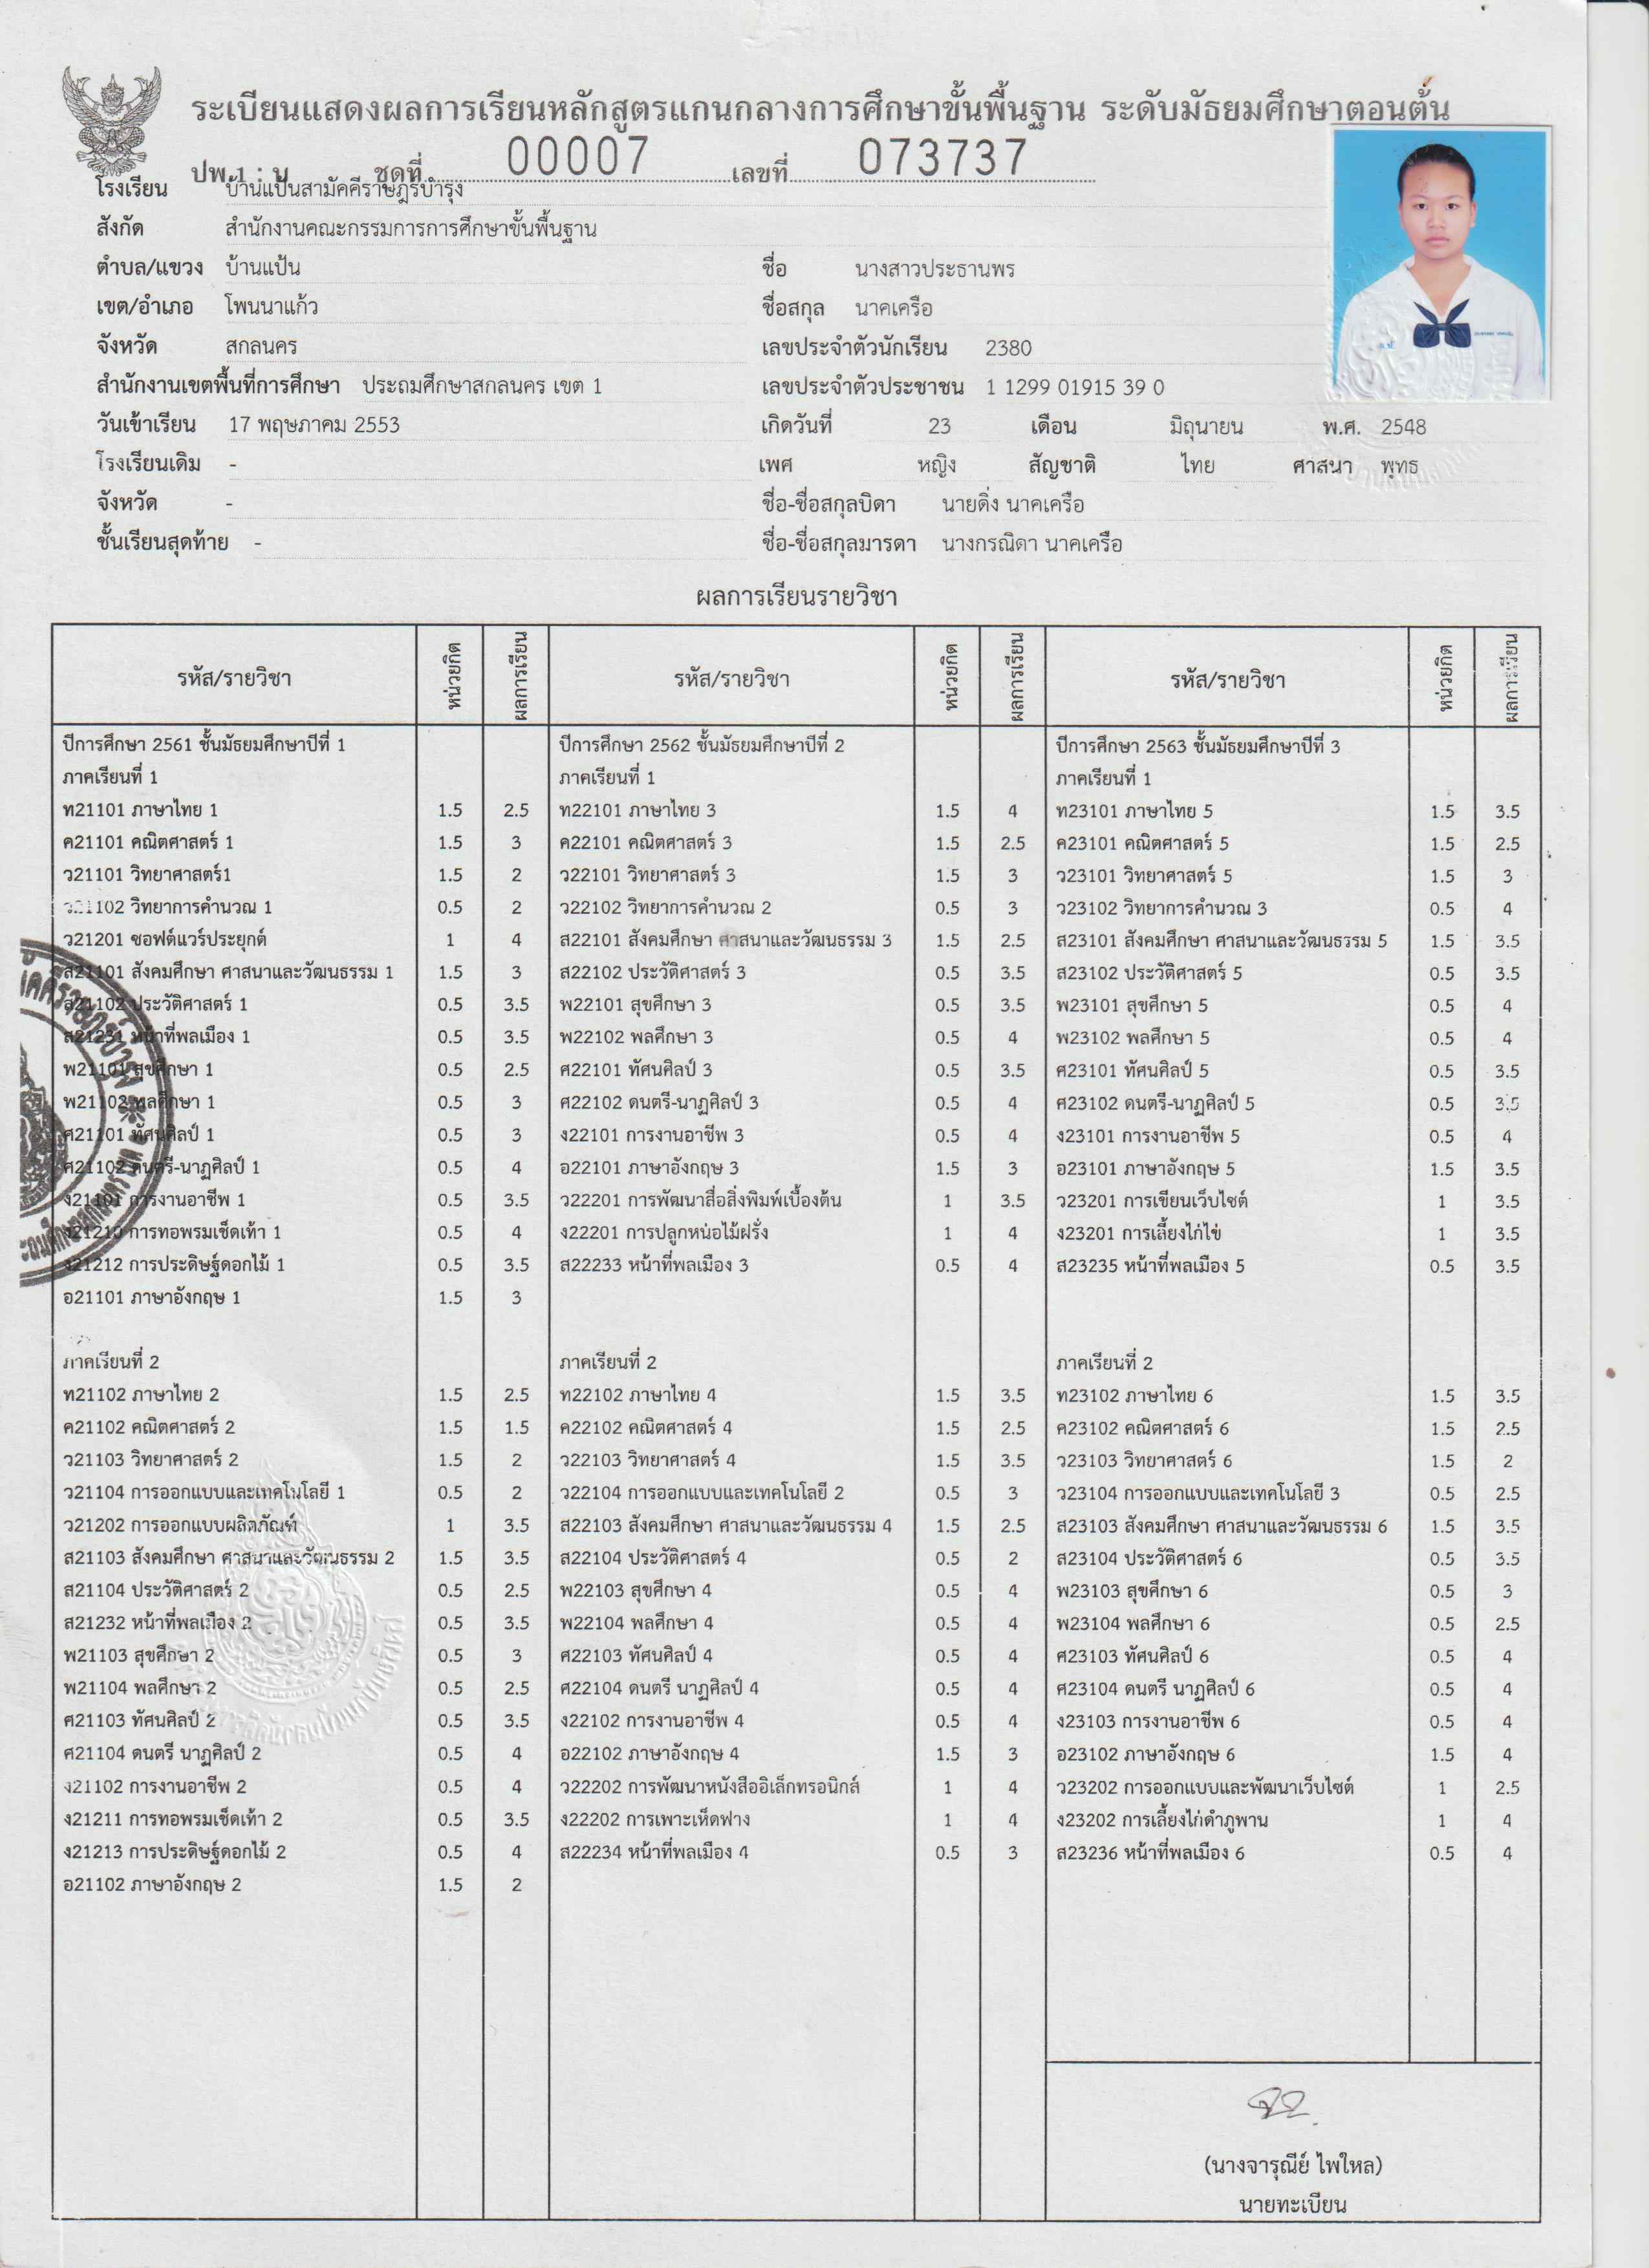 ระเบียนแสดงผลการเรียนหลักสูตรแกนกลางการศึกษาขั้นพื้นฐาน ระดับมัธยมศึกษาตอนต้น
ปพ.1 : บ ชุดที่ 00007 เลขที่ 073737
โรงเรียน บ้านแป้นสามัคคีราษฎร์บำรุง
สังกัด สำนักงานคณะกรรมการการศึกษาขั้นพื้นฐาน
ตำบล/แขวง บ้านแป้น ชื่อ นางสาวประธานพร
เขต/อำเภอ โพนนาแก้ว ชื่อสกุล นาคเครือ
จังหวัด สกลนคร เลขประจำตัวนักเรียน 2380
สำนักงานเขตพื้นที่การศึกษา ประถมศึกษาสกลนคร เขต 1 เลขประจำตัวประชาชน 1 1299 01915 39 0
วันเข้าเรียน 17 พฤษภาคม 2553 เกิดวันที่ 23 เดือน มิถุนายน พ.ศ. 2548
โรงเรียนเดิม - เพศ หญิง สัญชาติ ไทย ศาสนา พุทธ
จังหวัด - ชื่อ-ชื่อสกุลบิดา นายดิ่ง นาคเครือ
ชั้นเรียนสุดท้าย - ชื่อ-ชื่อสกุลมารดา นางกรณิดา นาคเครือ
ผลการเรียนรายวิชา
รหัส/รายวิชา หน่วยกิต ผลการเรียน รหัส/รายวิชา หน่วยกิต ผลการเรียน รหัส/รายวิชา หน่วยกิต ผลการเรียน
ปีการศึกษา 2561 ชั้นมัธยมศึกษาปีที่ 1 ปีการศึกษา 2562 ชั้นมัธยมศึกษาปีที่ 2 ปีการศึกษา 2563 ชั้นมัธยมศึกษาปีที่ 3
ภาคเรียนที่ 1 ภาคเรียนที่ 1 ภาคเรียนที่ 1
ท21101 ภาษาไทย 1 1.5 2.5 ท22101 ภาษาไทย 3 1.5 4 ท23101 ภาษาไทย 5 1.5 3.5
ค21101 คณิตศาสตร์ 1 1.5 3 ค22101 คณิตศาสตร์ 3 1.5 2.5 ค23101 คณิตศาสตร์ 5 1.5 2.5
ว21101 วิทยาศาสตร์1 1.5 2 ว22101 วิทยาศาสตร์ 3 1.5 3 ว23101 วิทยาศาสตร์ 5 1.5 3
ว21102 วิทยาการคำนวณ 1 0.5 2 ว22102 วิทยาการคำนวณ 2 0.5 3 ว23102 วิทยาการคำนวณ 3 0.5 4
ว21201 ซอฟต์แวร์ประยุกต์ 1 4 ส22101 สังคมศึกษา ศาสนาและวัฒนธรรม 3 1.5 2.5 ส23101 สังคมศึกษา ศาสนาและวัฒนธรรม 5 1.5 3.5
ส21101 สังคมศึกษา ศาสนาและวัฒนธรรม 1 1.5 3 ส22102 ประวัติศาสตร์ 3 0.5 3.5 ส23102 ประวัติศาสตร์ 5 0.5 3.5
ส21102 ประวัติศาสตร์ 1 0.5 3.5 พ22101 สุขศึกษา 3 0.5 3.5 พ23101 สุขศึกษา 5 0.5 4
ส21231 หน้าที่พลเมือง 1 0.5 3.5 พ22102 พลศึกษา 3 0.5 4 พ23102 พลศึกษา 5 0.5 4
พ21101 สุขศึกษา 1 0.5 2.5 ศ22101 ทัศนศิลป์ 3 0.5 3.5 ศ23101 ทัศนศิลป์ 5 0.5 3.5
พ21102 พลศึกษา 1 0.5 3 ศ22102 ดนตรี-นาฏศิลป์ 3 0.5 4 ศ23102 ดนตรี-นาฏศิลป์ 5 0.5 3.5
ศ21101 ทัศนศิลป์ 1 0.5 3 ง22101 การงานอาชีพ 3 0.5 4 ง23101 การงานอาชีพ 5 0.5 4
ศ21102 ดนตรี-นาฏศิลป์ 1 0.5 4 อ22101 ภาษาอังกฤษ 3 1.5 3 อ23101 ภาษาอังกฤษ 5 1.5 3.5
ง21101 การงานอาชีพ 1 0.5 3.5 ว22201 การพัฒนาสื่อสิ่งพิมพ์เบื้องต้น 1 3.5 ว23201 การเขียนเว็บไซต์ 1 3.5
ง21210 การทอพรมเช็ดเท้า 1 0.5 4 ง22201 การปลูกหน่อไม้ฝรั่ง 1 4 ง23201 การเลี้ยงไก่ไข่ 1 3.5
ง21212 การประดิษฐ์ดอกไม้ 1 0.5 3.5 ส22233 หน้าที่พลเมือง 3 0.5 4 ส23235 หน้าที่พลเมือง 5 0.5 3.5
อ21101 ภาษาอังกฤษ 1 1.5 3
ภาคเรียนที่ 2 ภาคเรียนที่ 2 ภาคเรียนที่ 2
ท21102 ภาษาไทย 2 1.5 2.5 ท22102 ภาษาไทย 4 1.5 3.5 ท23102 ภาษาไทย 6 1.5 3.5
ค21102 คณิตศาสตร์ 2 1.5 1.5 ค22102 คณิตศาสตร์ 4 1.5 2.5 ค23102 คณิตศาสตร์ 6 1.5 2.5
ว21103 วิทยาศาสตร์ 2 1.5 2 ว22103 วิทยาศาสตร์ 4 1.5 3.5 ว23103 วิทยาศาสตร์ 6 1.5 2
ว21104 การออกแบบและเทคโนโลยี 1 0.5 2 ว22104 การออกแบบและเทคโนโลยี 2 0.5 3 ว23104 การออกแบบและเทคโนโลยี 3 0.5 2.5
ว21202 การออกแบบผลิตภัณฑ์ 1 3.5 ส22103 สังคมศึกษา ศาสนาและวัฒนธรรม 4 1.5 2.5 ส23103 สังคมศึกษา ศาสนาและวัฒนธรรม 6 1.5 3.5
ส21103 สังคมศึกษา ศาสนาและวัฒนธรรม 2 1.5 3.5 ส22104 ประวัติศาสตร์ 4 0.5 2 ส23104 ประวัติศาสตร์ 6 0.5 3.5
ส21104 ประวัติศาสตร์ 2 0.5 2.5 พ22103 สุขศึกษา 4 0.5 4 พ23103 สุขศึกษา 6 0.5 3
ส21232 หน้าที่พลเมือง 2 0.5 3.5 พ22104 พลศึกษา 4 0.5 4 พ23104 พลศึกษา 6 0.5 2.5
พ21103 สุขศึกษา 2 0.5 3 ศ22103 ทัศนศิลป์ 4 0.5 4 ศ23103 ทัศนศิลป์ 6 0.5 4
พ21104 พลศึกษา 2 0.5 2.5 ศ22104 ดนตรี นาฏศิลป์ 4 0.5 4 ศ23104 ดนตรี นาฏศิลป์ 6 0.5 4
ศ21103 ทัศนศิลป์ 2 0.5 3.5 ง22102 การงานอาชีพ 4 0.5 4 ง23103 การงานอาชีพ 6 0.5 4
ศ21104 ดนตรี นาฏศิลป์ 2 0.5 4 อ22102 ภาษาอังกฤษ 4 1.5 3 อ23102 ภาษาอังกฤษ 6 1.5 4
ง21102 การงานอาชีพ 2 0.5 4 ว22202 การพัฒนาหนังสืออิเล็กทรอนิกส์ 1 4 ว23202 การออกแบบและพัฒนาเว็บไซต์ 1 2.5
ง21211 การทอพรมเช็ดเท้า 2 0.5 3.5 ง22202 การเพาะเห็ดฟาง 1 4 ง23202 การเลี้ยงไก่ดำภูพาน 1 4
ง21213 การประดิษฐ์ดอกไม้ 2 0.5 4 ส22234 หน้าที่พลเมือง 4 0.5 3 ส23236 หน้าที่พลเมือง 6 0.5 4
อ21102 ภาษาอังกฤษ 2 1.5 2
(นางจารุณีย์ ไพใหล)
นายทะเบียน